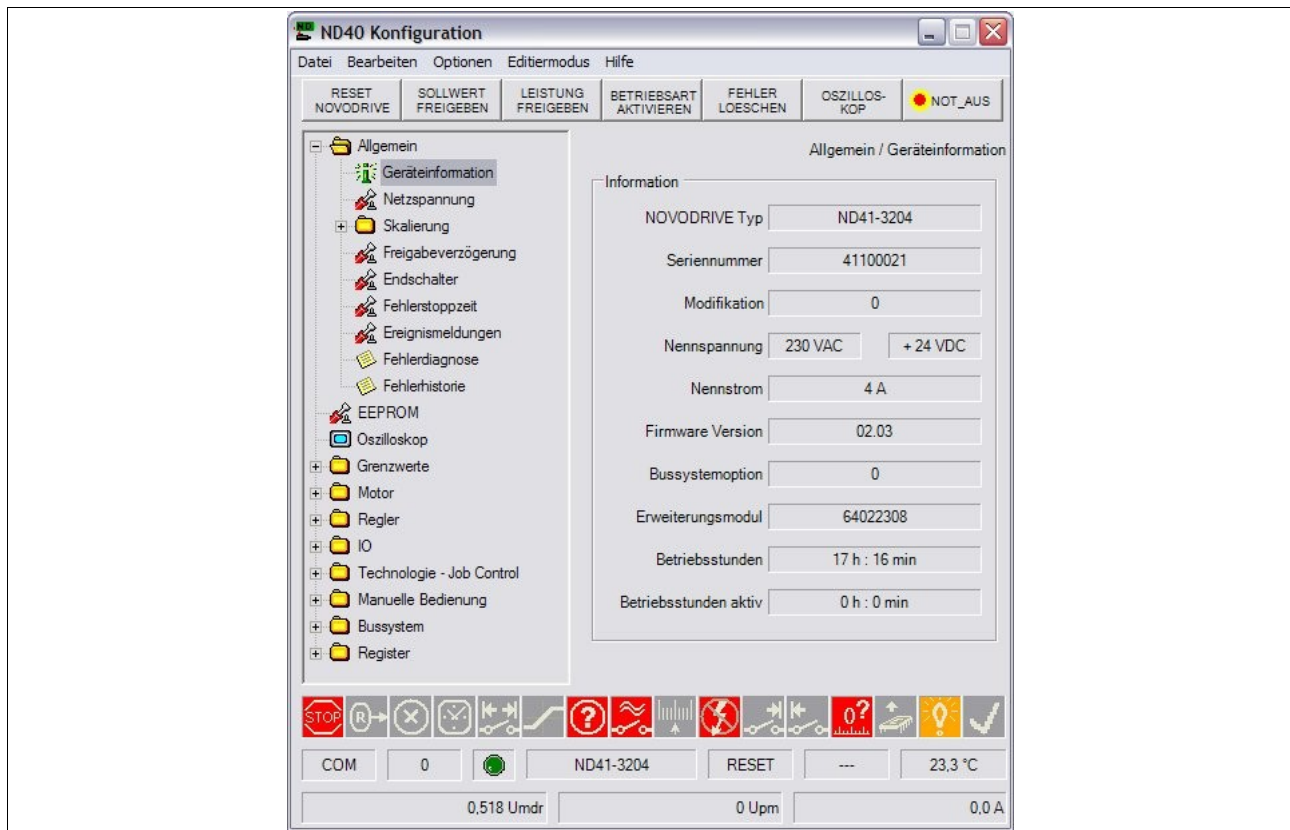 ND40 Konfiguration
Datei Bearbeiten Optionen Editiermodus Hilfe
RESET NOVODRIVE
SOLLWERT FREIGEBEN
LEISTUNG FREIGEBEN
BETRIEBSART AKTIVIEREN
FEHLER LOESCHEN
OSZILLOS-KOP
NOT_AUS
Allgemein
Geräteinformation
Netzspannung
Skalierung
Freigabeverzögerung
Endschalter
Fehlerstoppzeit
Ereignismeldungen
Fehlerdiagnose
Fehlerhistorie
EEPROM
Oszilloskop
Grenzwerte
Motor
Regler
IO
Technologie - Job Control
Manuelle Bedienung
Bussystem
Register
Allgemein / Geräteinformation
Information
NOVODRIVE Typ ND41-3204
Seriennummer 41100021
Modifikation 0
Nennspannung 230 VAC + 24 VDC
Nennstrom 4 A
Firmware Version 02.03
Bussystemoption 0
Erweiterungsmodul 64022308
Betriebsstunden 17 h : 16 min
Betriebsstunden aktiv 0 h : 0 min
STOP R ? 0?
COM 0 ND41-3204 RESET --- 23,3 °C
0,518 Umdr 0 Upm 0,0 A